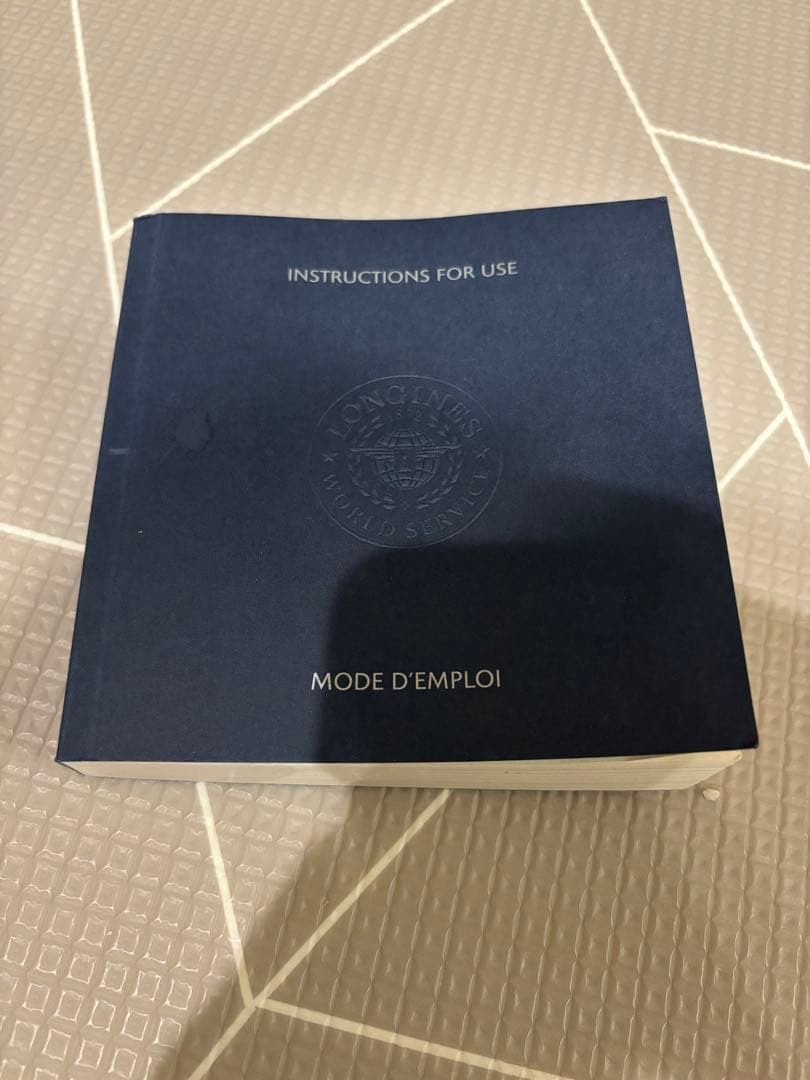 INSTRUCTIONS FOR USE
LONGINES
WORLD SERVICE
MODE D'EMPLOI